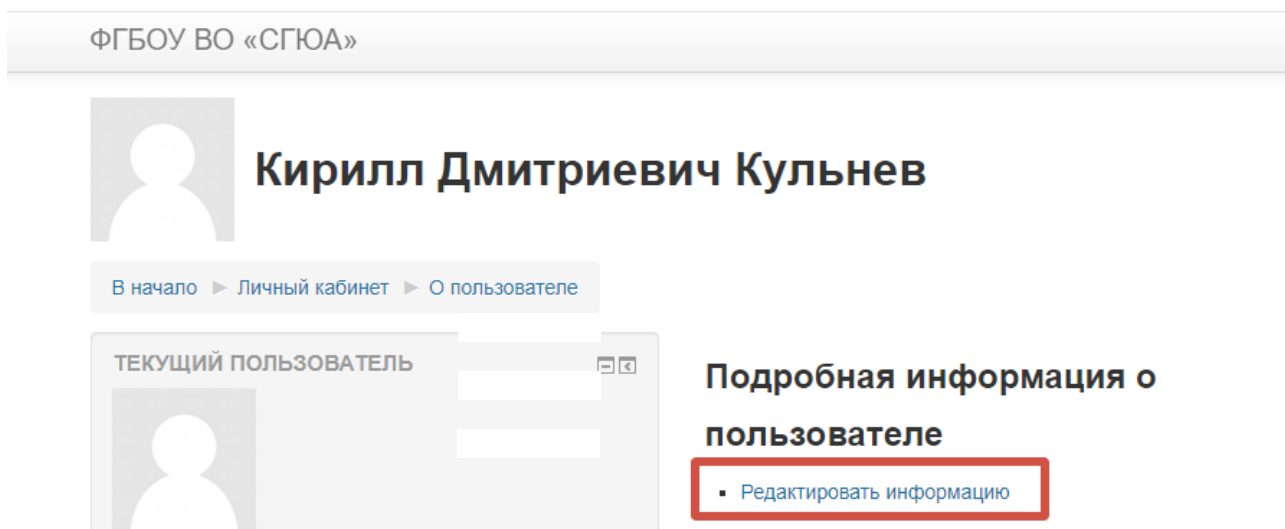 ФГБОУ ВО «СГЮА»
Кирилл Дмитриевич Кульнев
В начало ► Личный кабинет ► О пользователе
ТЕКУЩИЙ ПОЛЬЗОВАТЕЛЬ
Подробная информация о
пользователе
Редактировать информацию